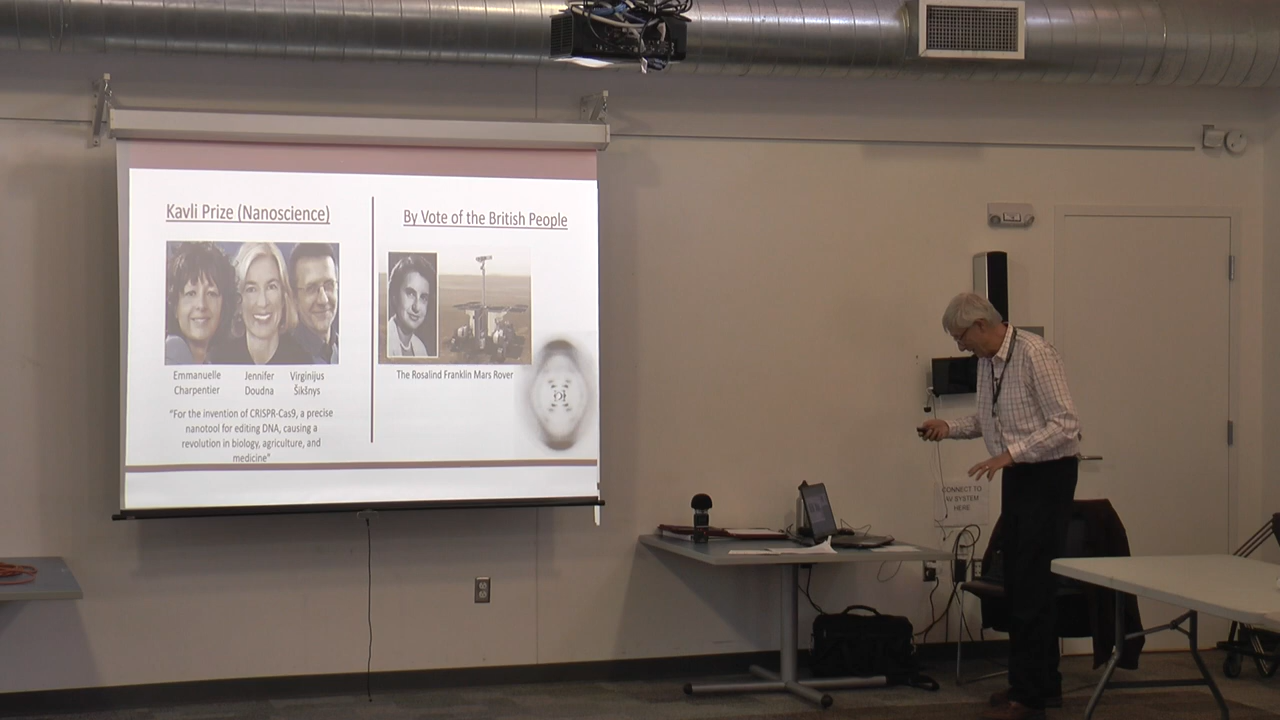 Kavli Prize (Nanoscience)
Emmanuelle Charpentier
Jennifer Doudna
Virginijus Šikšnys
“For the invention of CRISPR-Cas9, a precise
nanotool for editing DNA, causing a
revolution in biology, agriculture, and
medicine”
By Vote of the British People
The Rosalind Franklin Mars Rover
CONNECT TO
AV SYSTEM
HERE